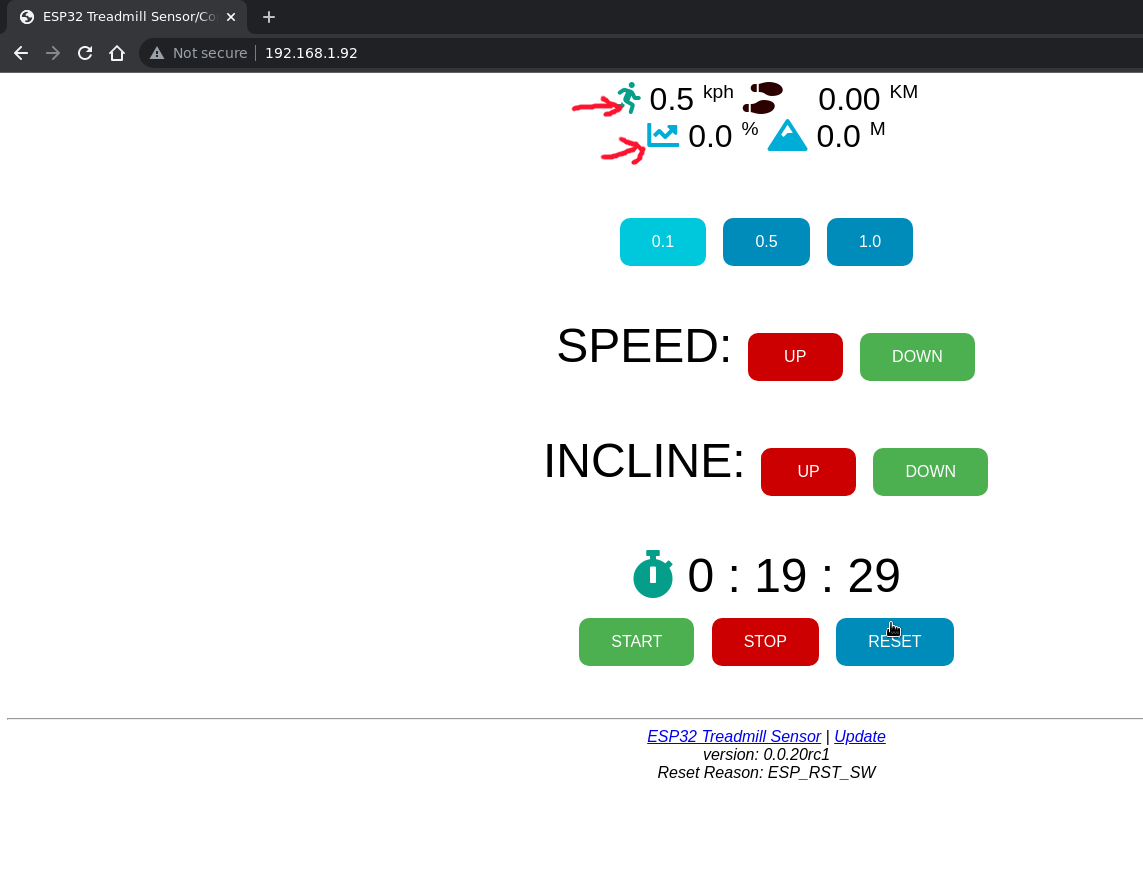 ESP32 Treadmill Sensor/Co
Not secure | 192.168.1.92
0.5 kph 0.00 KM
0.0 % 0.0 M
0.1 0.5 1.0
SPEED: UP DOWN
INCLINE: UP DOWN
0 : 19 : 29
START STOP RESET
ESP32 Treadmill Sensor | Update
version: 0.0.20rc1
Reset Reason: ESP_RST_SW